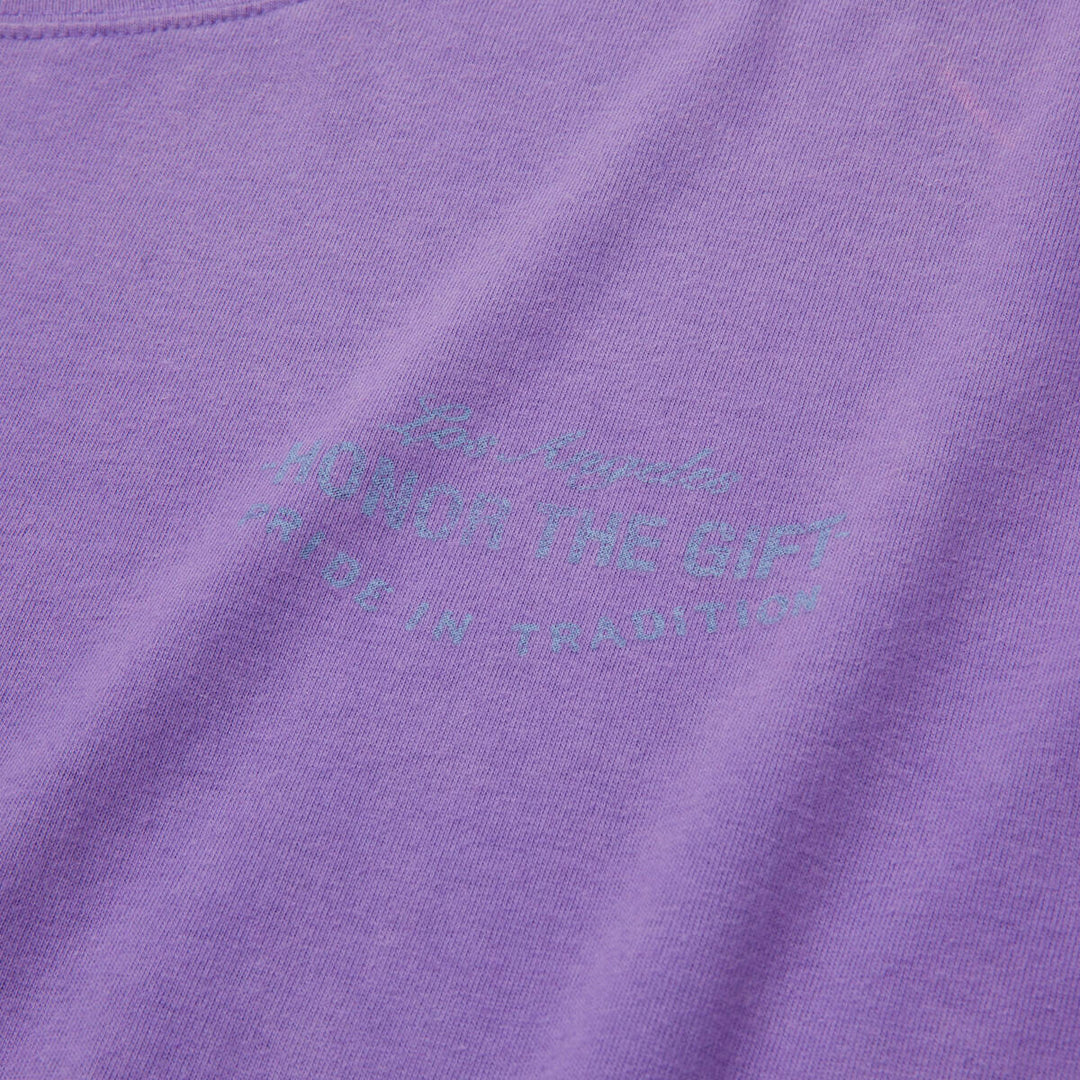 Los Angeles
HONOR THE GIFT
PRIDE IN TRADITION